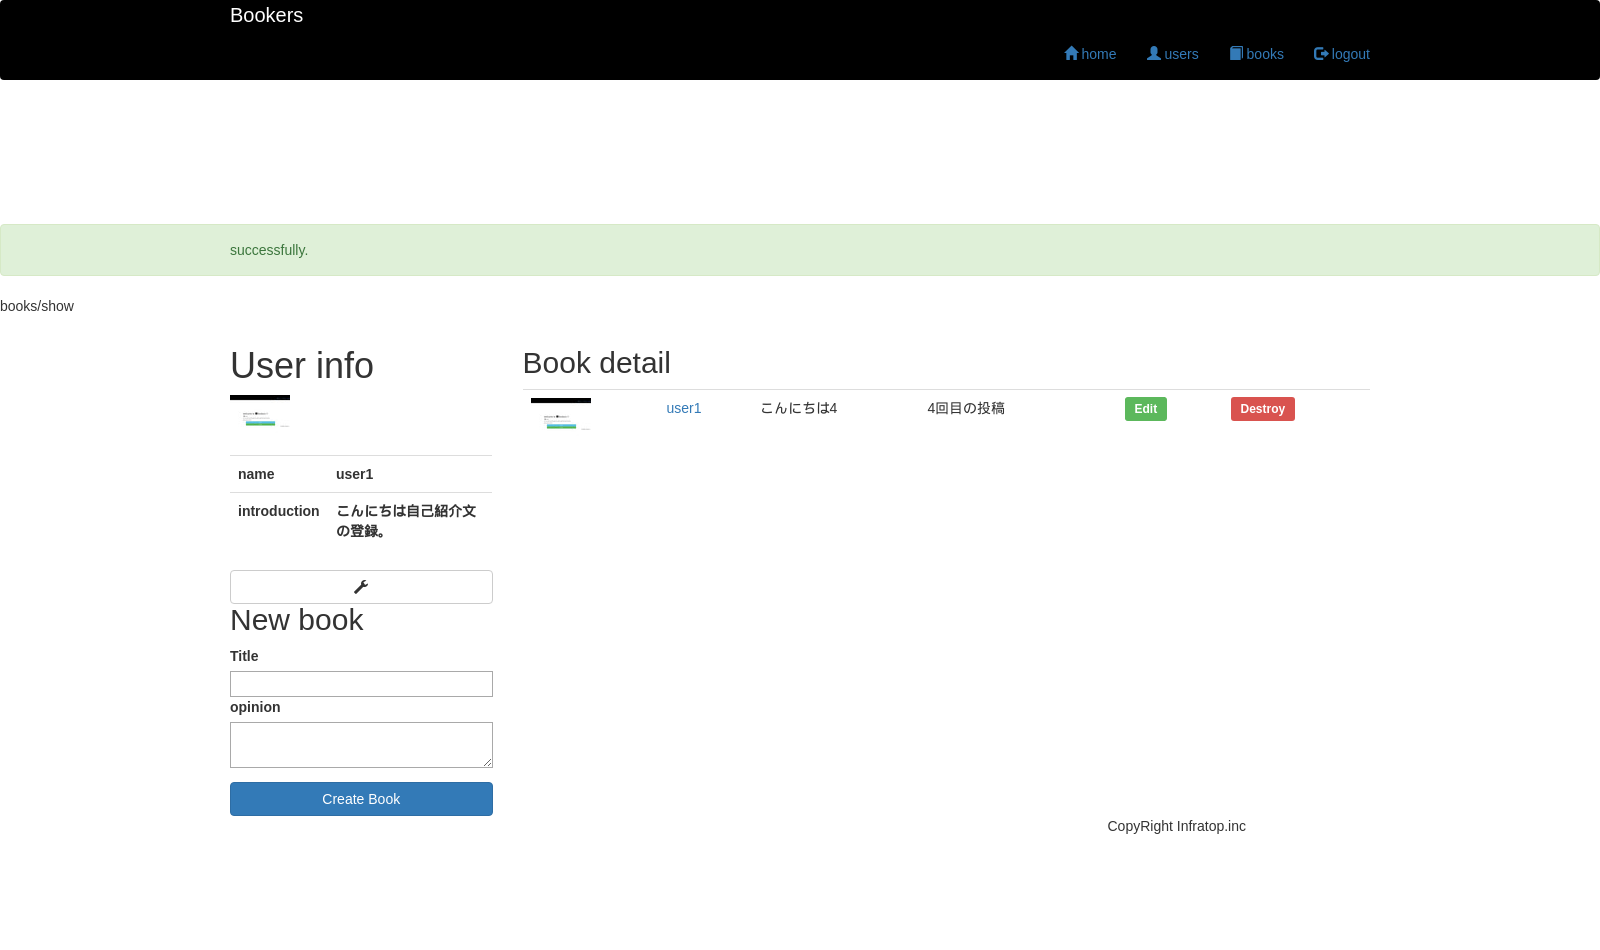 Bookers
home users books logout
successfully.
books/show
User info
name user1
introduction こんにちは自己紹介文
の登録。
New book
Title
opinion
Create Book
Book detail
user1 こんにちは4 4回目の投稿 Edit Destroy
CopyRight Infratop.inc